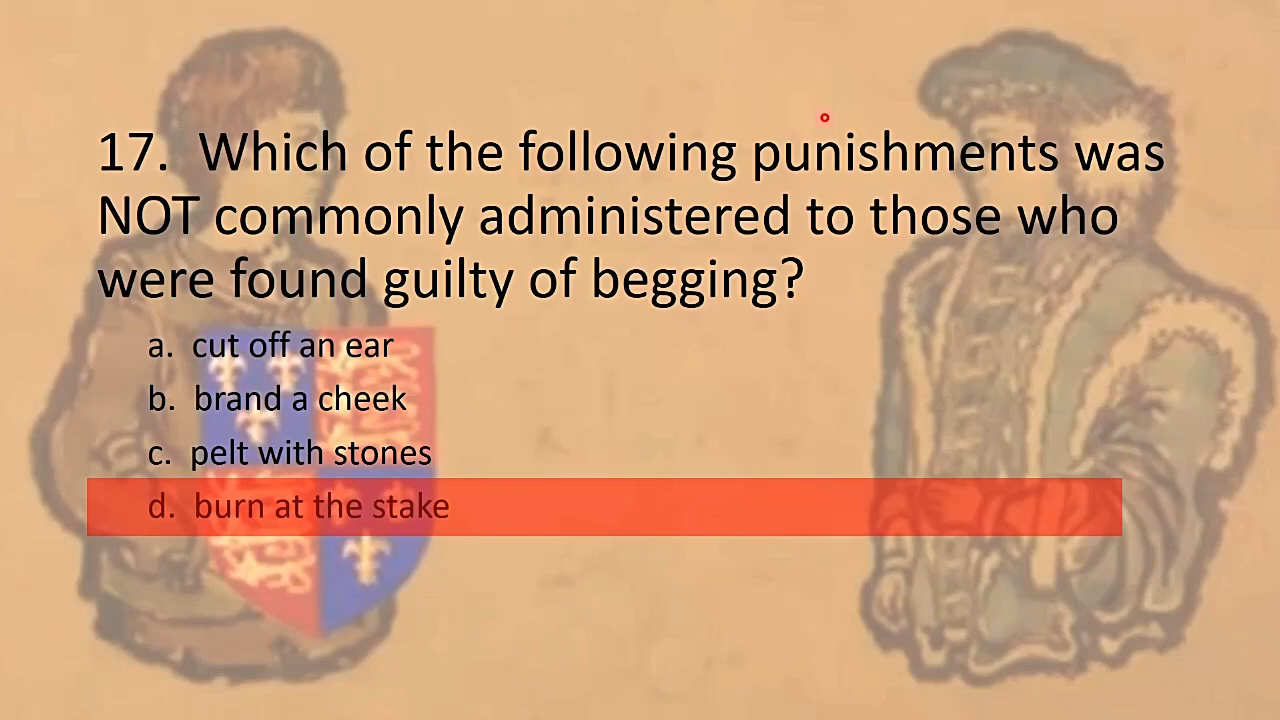 17. Which of the following punishments was
NOT commonly administered to those who
were found guilty of begging?
a. cut off an ear
b. brand a cheek
c. pelt with stones
d. burn at the stake